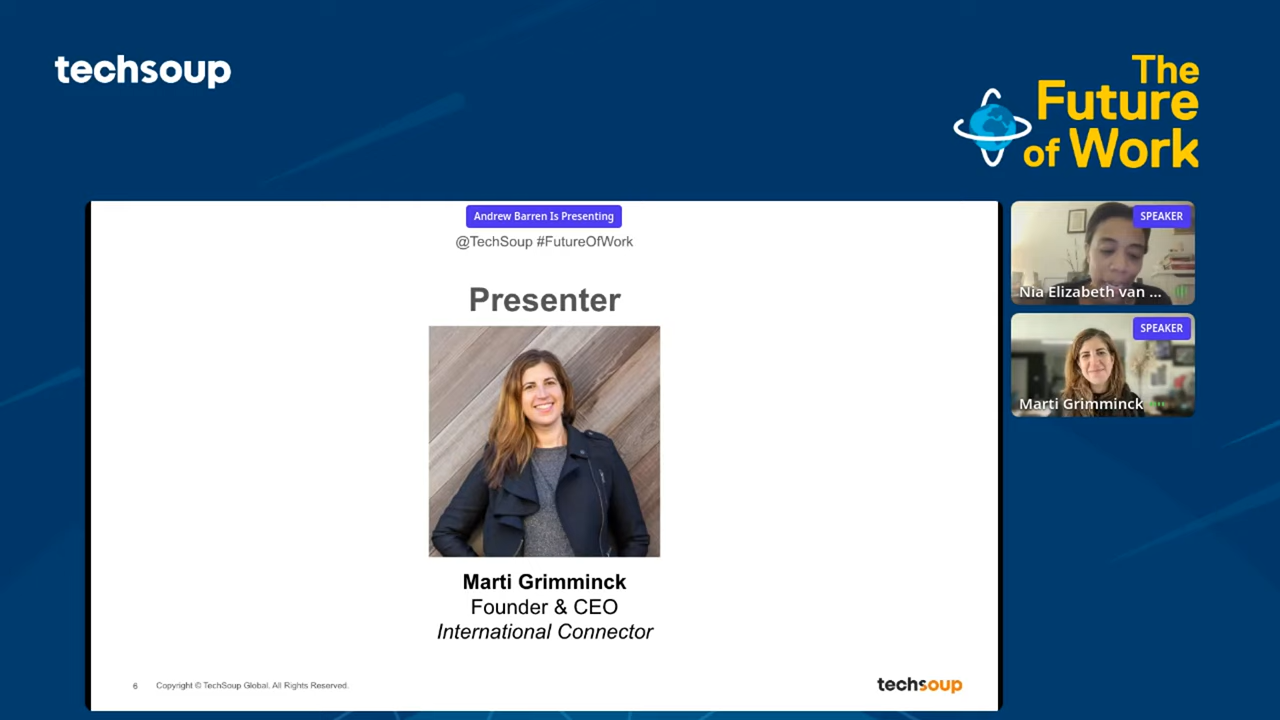 techsoup
The
Future
of Work
Andrew Barren Is Presenting
@TechSoup #FutureOfWork
Presenter
Marti Grimminck
Founder & CEO
International Connector
6 Copyright © TechSoup Global. All Rights Reserved.
techsoup
SPEAKER
Nia Elizabeth van ...
SPEAKER
Marti Grimminck